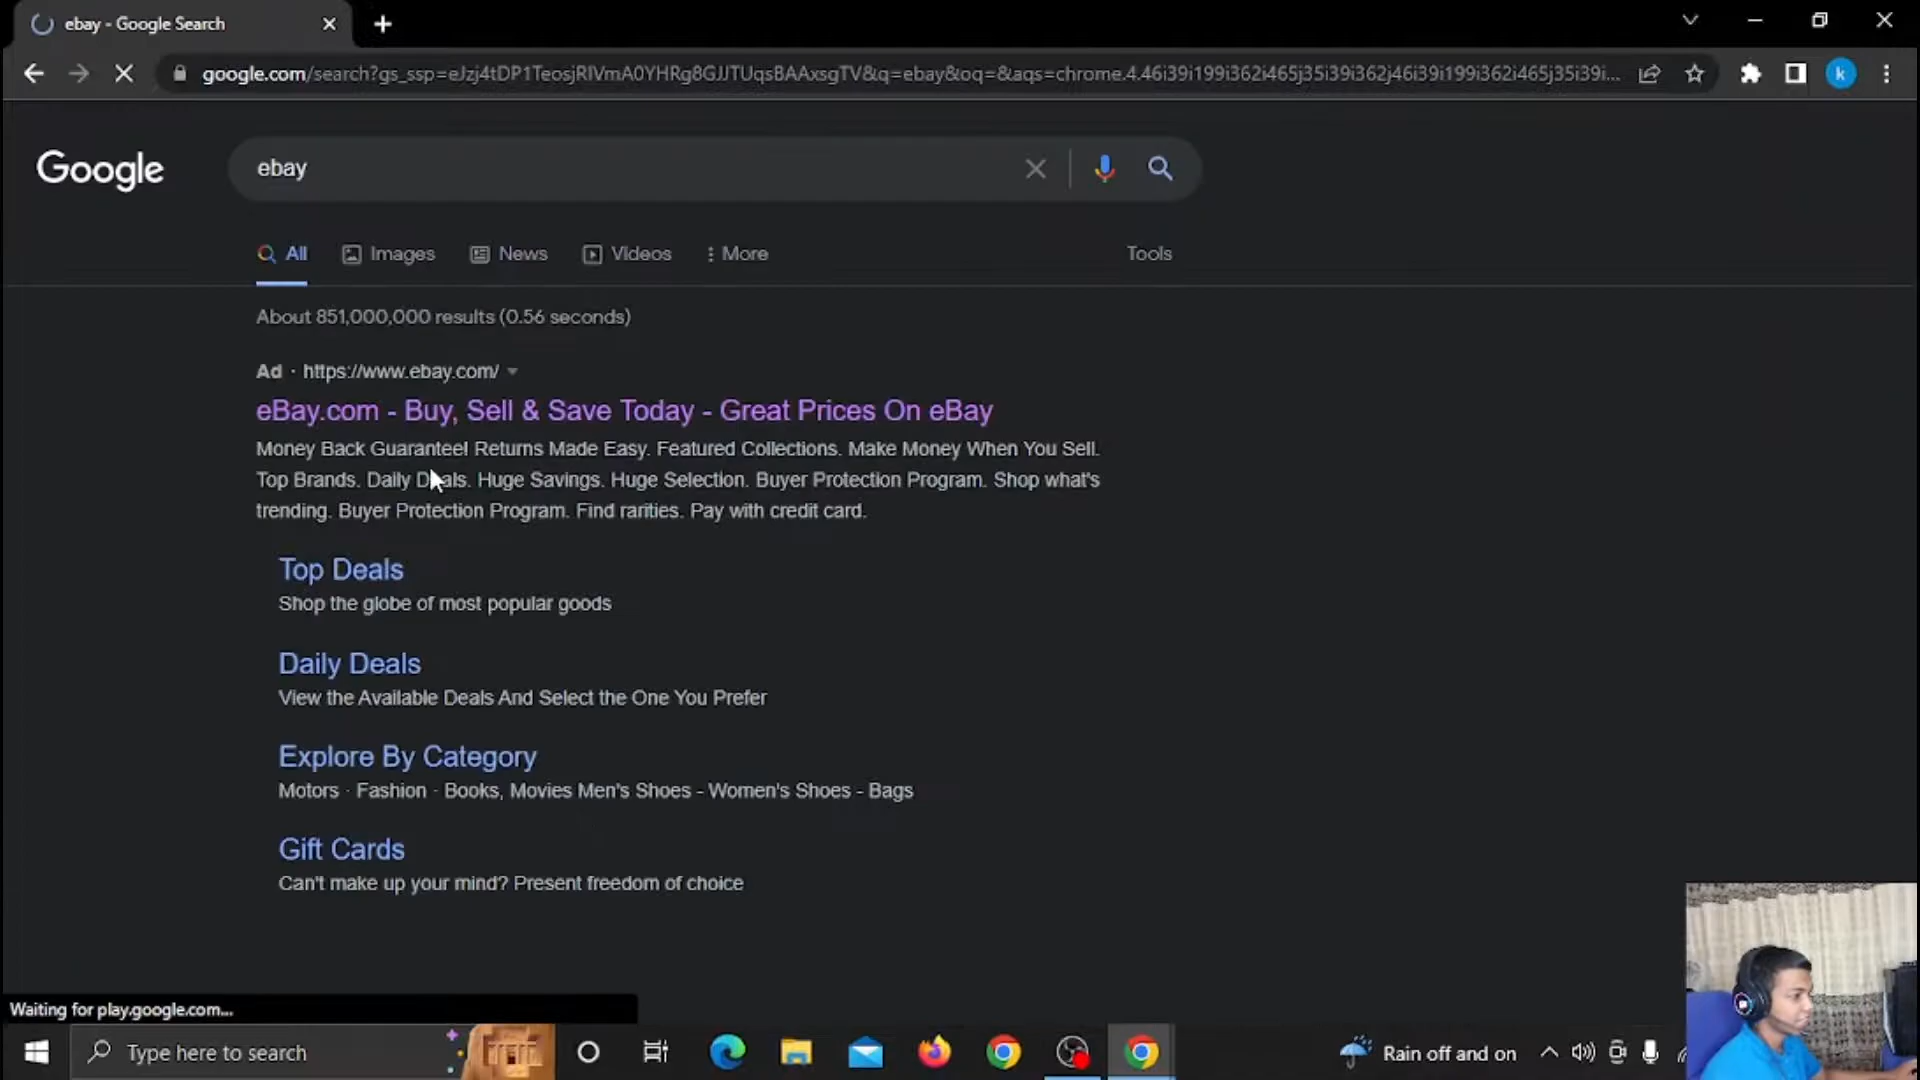 ebay - Google Search
google.com/search?gs_ssp=eJzj4tDP1TeosjRIVmA0YHRg8GJJTUqsBAAxsgTV&q=ebay&oq=&aqs=chrome.4.46i39i199i362i465j35i39i362j46i39i199i362i465j35i39i...
k
Google
ebay
All Images News Videos More Tools
About 851,000,000 results (0.56 seconds)
Ad · https://www.ebay.com/
eBay.com - Buy, Sell & Save Today - Great Prices On eBay
Money Back Guarantee! Returns Made Easy. Featured Collections. Make Money When You Sell.
Top Brands. Daily Deals. Huge Savings. Huge Selection. Buyer Protection Program. Shop what's
trending. Buyer Protection Program. Find rarities. Pay with credit card.
Top Deals
Shop the globe of most popular goods
Daily Deals
View the Available Deals And Select the One You Prefer
Explore By Category
Motors · Fashion · Books, Movies Men's Shoes - Women's Shoes - Bags
Gift Cards
Can't make up your mind? Present freedom of choice
Waiting for play.google.com...
Type here to search
Rain off and on